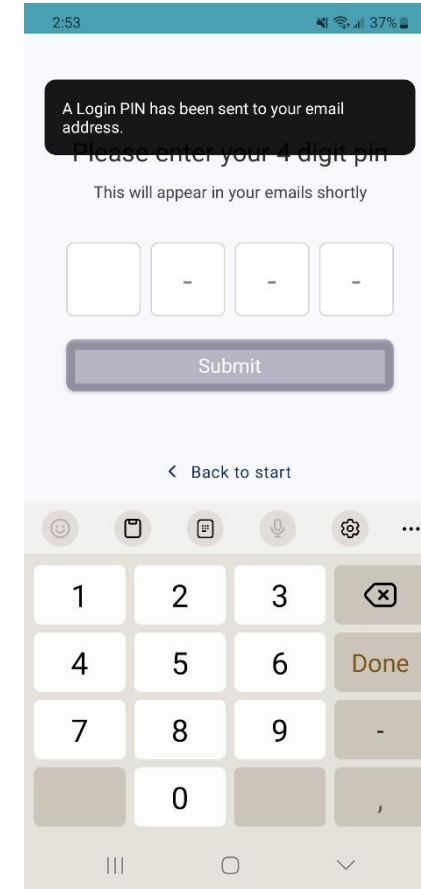 2:53 37%
A Login PIN has been sent to your email
address.
Please enter your 4 digit pin
This will appear in your emails shortly
- - -
Submit
< Back to start
1 2 3
4 5 6 Done
7 8 9 -
0 ,